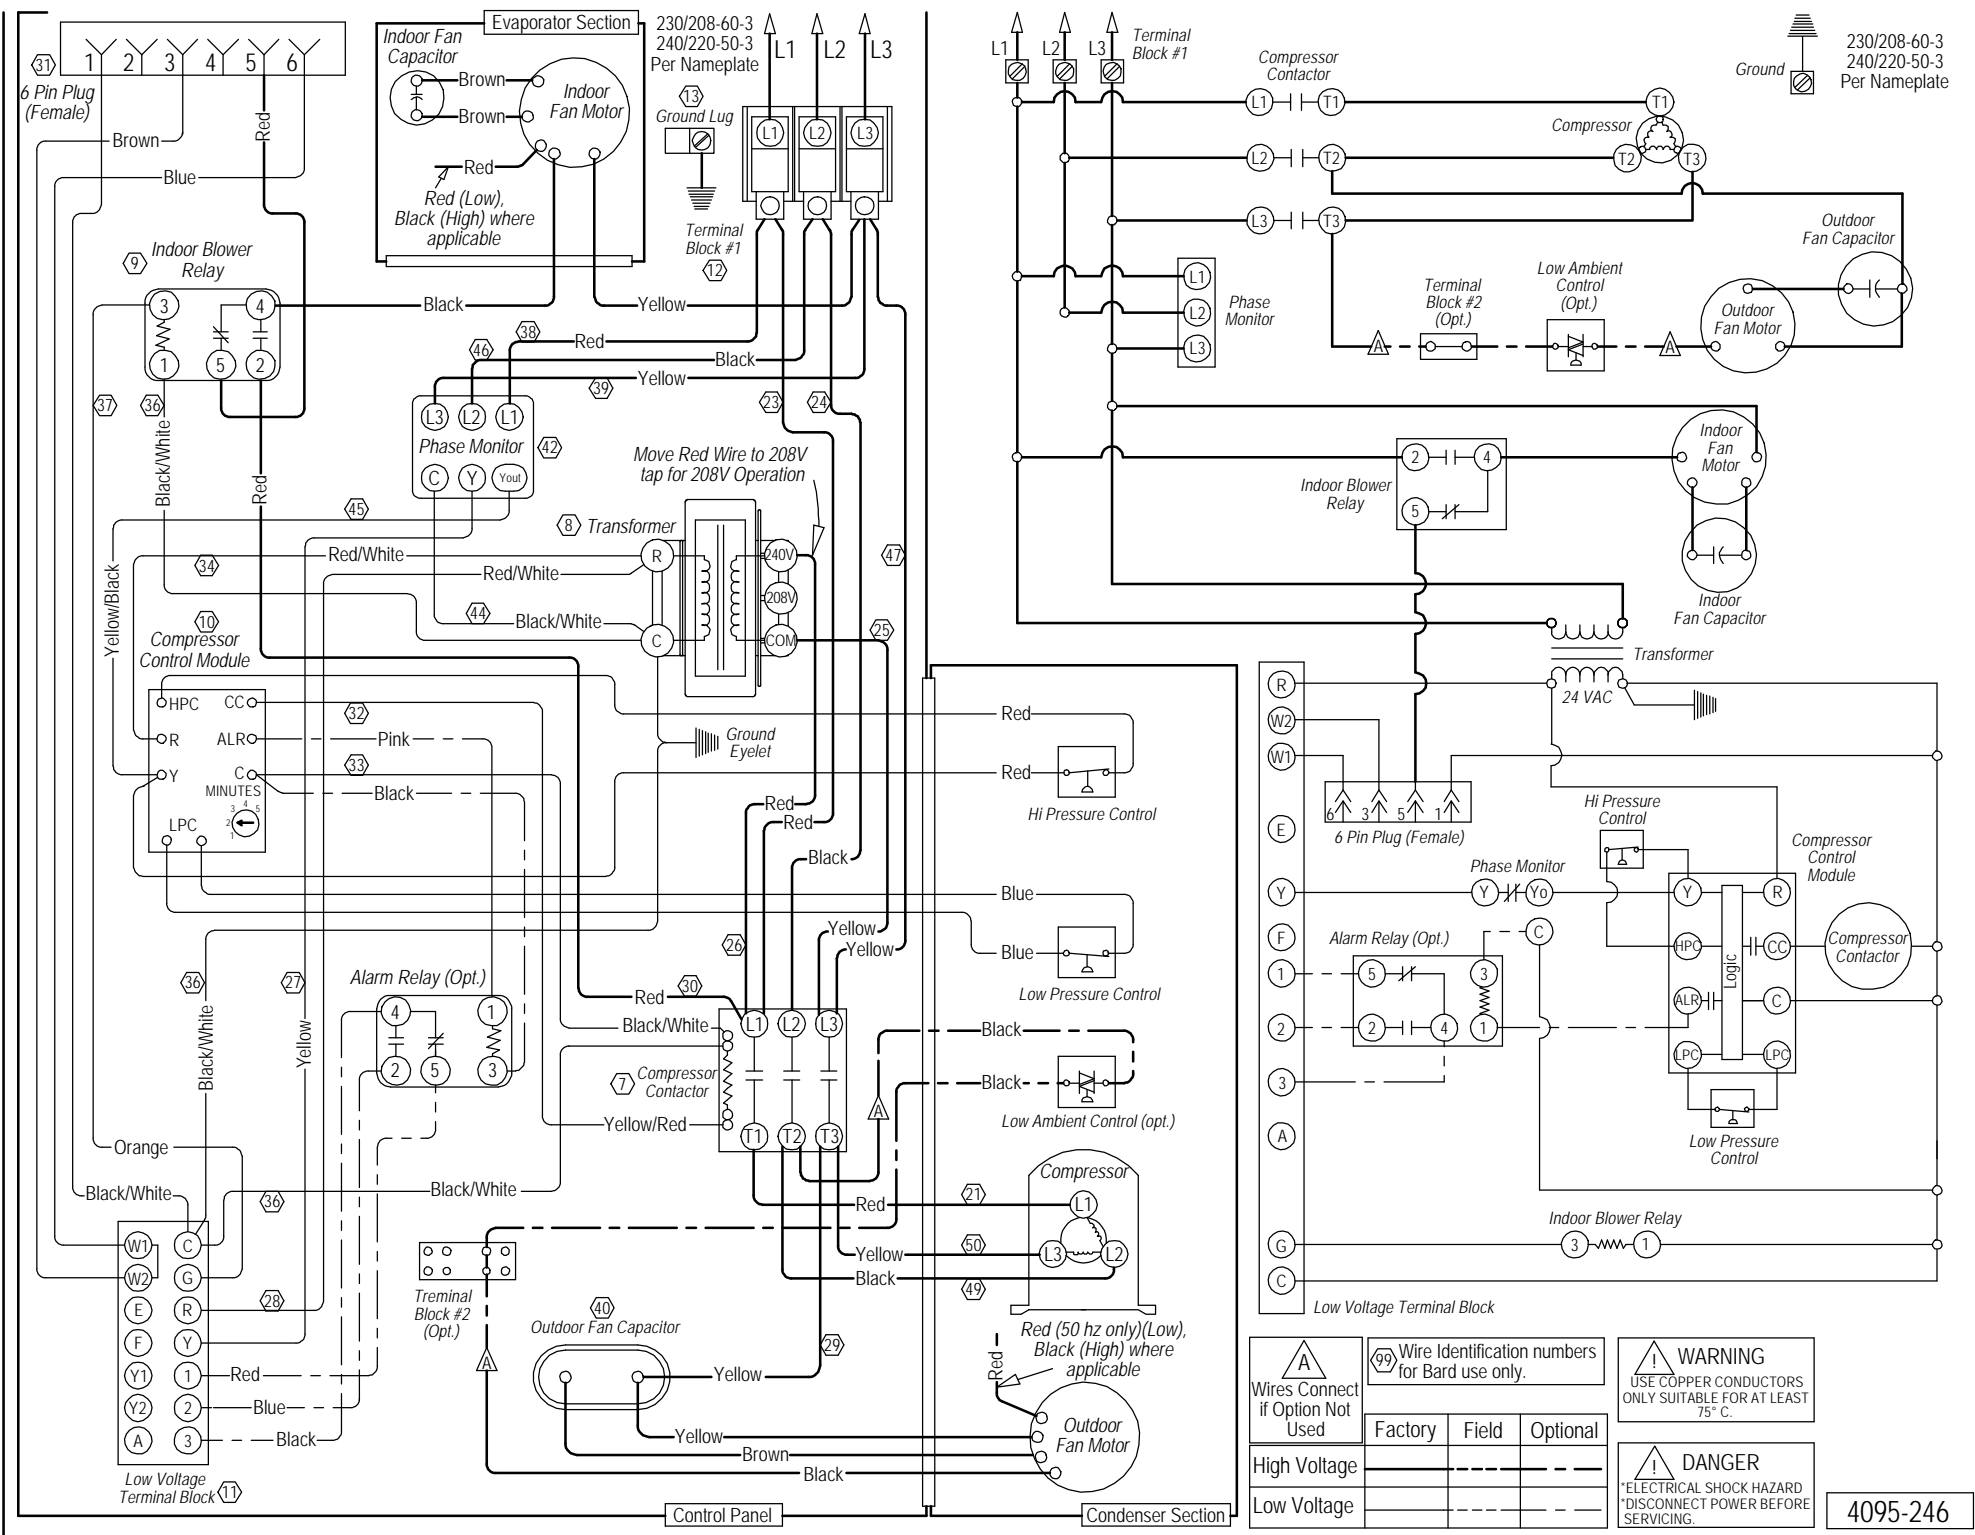 Evaporator Section
230/208-60-3
240/220-50-3
Per Nameplate
L1
L2
L3
31
1
2
3
4
5
6
6 Pin Plug
(Female)
Brown
Blue
Red
Indoor Fan
Capacitor
Brown
Brown
Indoor
Fan Motor
Red
Red (Low),
Black (High) where
applicable
13
Ground Lug
L1
L2
L3
Terminal
Block #1
12
9
Indoor Blower
Relay
3
4
1
5
2
Black
Yellow
38
Red
46
Black
39
Yellow
37
36
23
24
L3
L2
L1
Phase Monitor
42
C
Y
Yout
Black/White
Red
Move Red Wire to 208V
tap for 208V Operation
45
8
Transformer
47
34
Red/White
Red/White
R
240V
208V
44
Black/White
C
COM
25
Yellow/Black
10
Compressor
Control Module
HPC
CC
32
R
ALR
Pink
Y
C
33
MINUTES
1
2
3
4
5
Black
LPC
Ground
Eyelet
Red
Red
Hi Pressure Control
Red
Red
Black
Blue
Blue
Low Pressure Control
Yellow
Yellow
26
36
27
Alarm Relay (Opt.)
30
Red
4
1
2
5
3
Black/White
Yellow
Black/White
L1
L2
L3
7
Compressor
Contactor
Yellow/Red
T1
T2
T3
Black
Black
A
Low Ambient Control (opt.)
Orange
Black/White
36
Black/White
Compressor
Red
21
L1
Yellow
50
L3
L2
Black
49
W1
C
W2
G
E
R
28
F
Y
Y1
1
Red
Y2
2
Blue
A
3
Black
Low Voltage
Terminal Block
11
Treminal
Block #2
(Opt.)
A
40
Outdoor Fan Capacitor
29
Yellow
Yellow
Brown
Black
Red (50 hz only)(Low),
Black (High) where
applicable
Red
Outdoor
Fan Motor
Control Panel
Condenser Section
L1
L2
L3
Terminal
Block #1
Ground
230/208-60-3
240/220-50-3
Per Nameplate
Compressor
Contactor
L1
T1
T1
Compressor
L2
T2
T2
T3
L3
T3
Outdoor
Fan Capacitor
L1
L2
L3
Phase
Monitor
Terminal
Block #2
(Opt.)
Low Ambient
Control
(Opt.)
Outdoor
Fan Motor
A
A
Indoor
Fan
Motor
2
4
Indoor Blower
Relay
5
Indoor
Fan Capacitor
Transformer
24 VAC
R
W2
W1
6
3
5
1
6 Pin Plug (Female)
E
Hi Pressure
Control
Compressor
Control
Module
Phase Monitor
Y
Y
Yo
Y
R
F
Alarm Relay (Opt.)
C
HPC
CC
Compressor
Contactor
Logic
1
5
3
ALR
C
2
2
4
1
LPC
LPC
3
Low Pressure
Control
A
Indoor Blower Relay
G
3
1
C
Low Voltage Terminal Block
A
Wires Connect
if Option Not
Used
99
Wire Identification numbers
for Bard use only.
Factory
Field
Optional
High Voltage
Low Voltage
! WARNING
USE COPPER CONDUCTORS
ONLY SUITABLE FOR AT LEAST
75° C.
! DANGER
*ELECTRICAL SHOCK HAZARD
*DISCONNECT POWER BEFORE
SERVICING.
4095-246